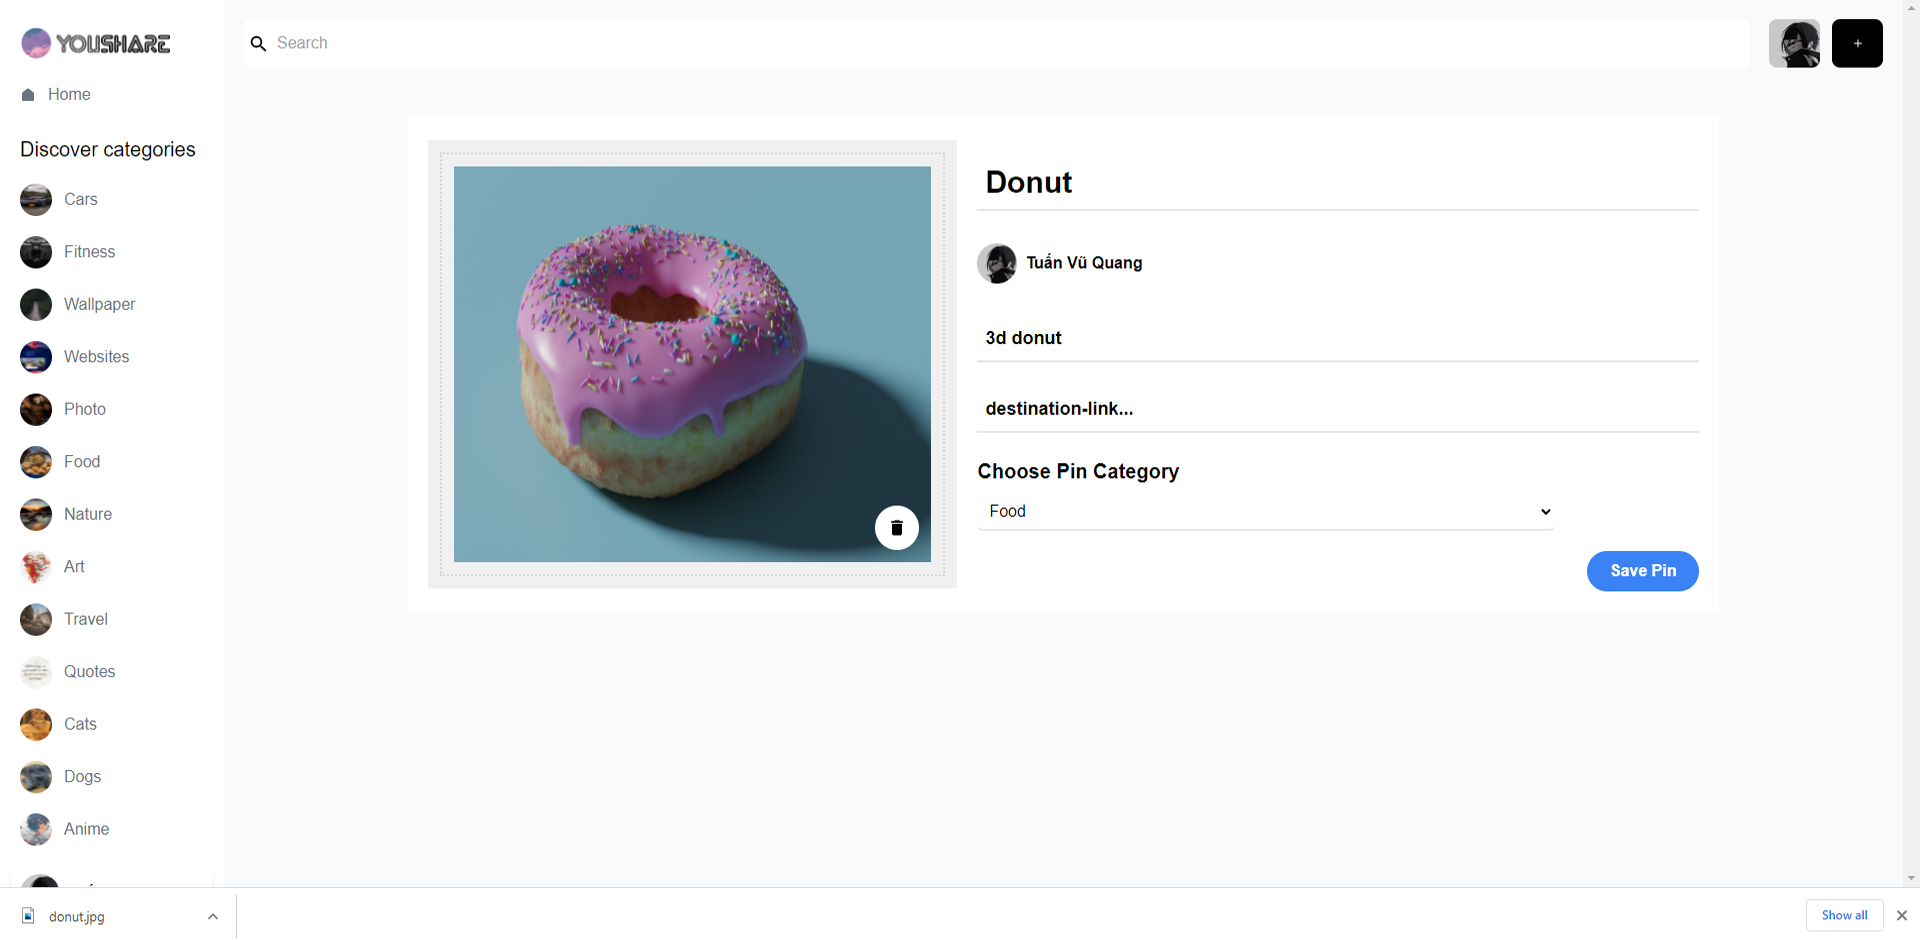 YOUSHARE
Search
+
Home
Discover categories
Cars
Fitness
Wallpaper
Websites
Photo
Food
Nature
Art
Travel
Quotes
Cats
Dogs
Anime
Donut
Tuấn Vũ Quang
3d donut
destination-link...
Choose Pin Category
Food
Save Pin
donut.jpg
Show all